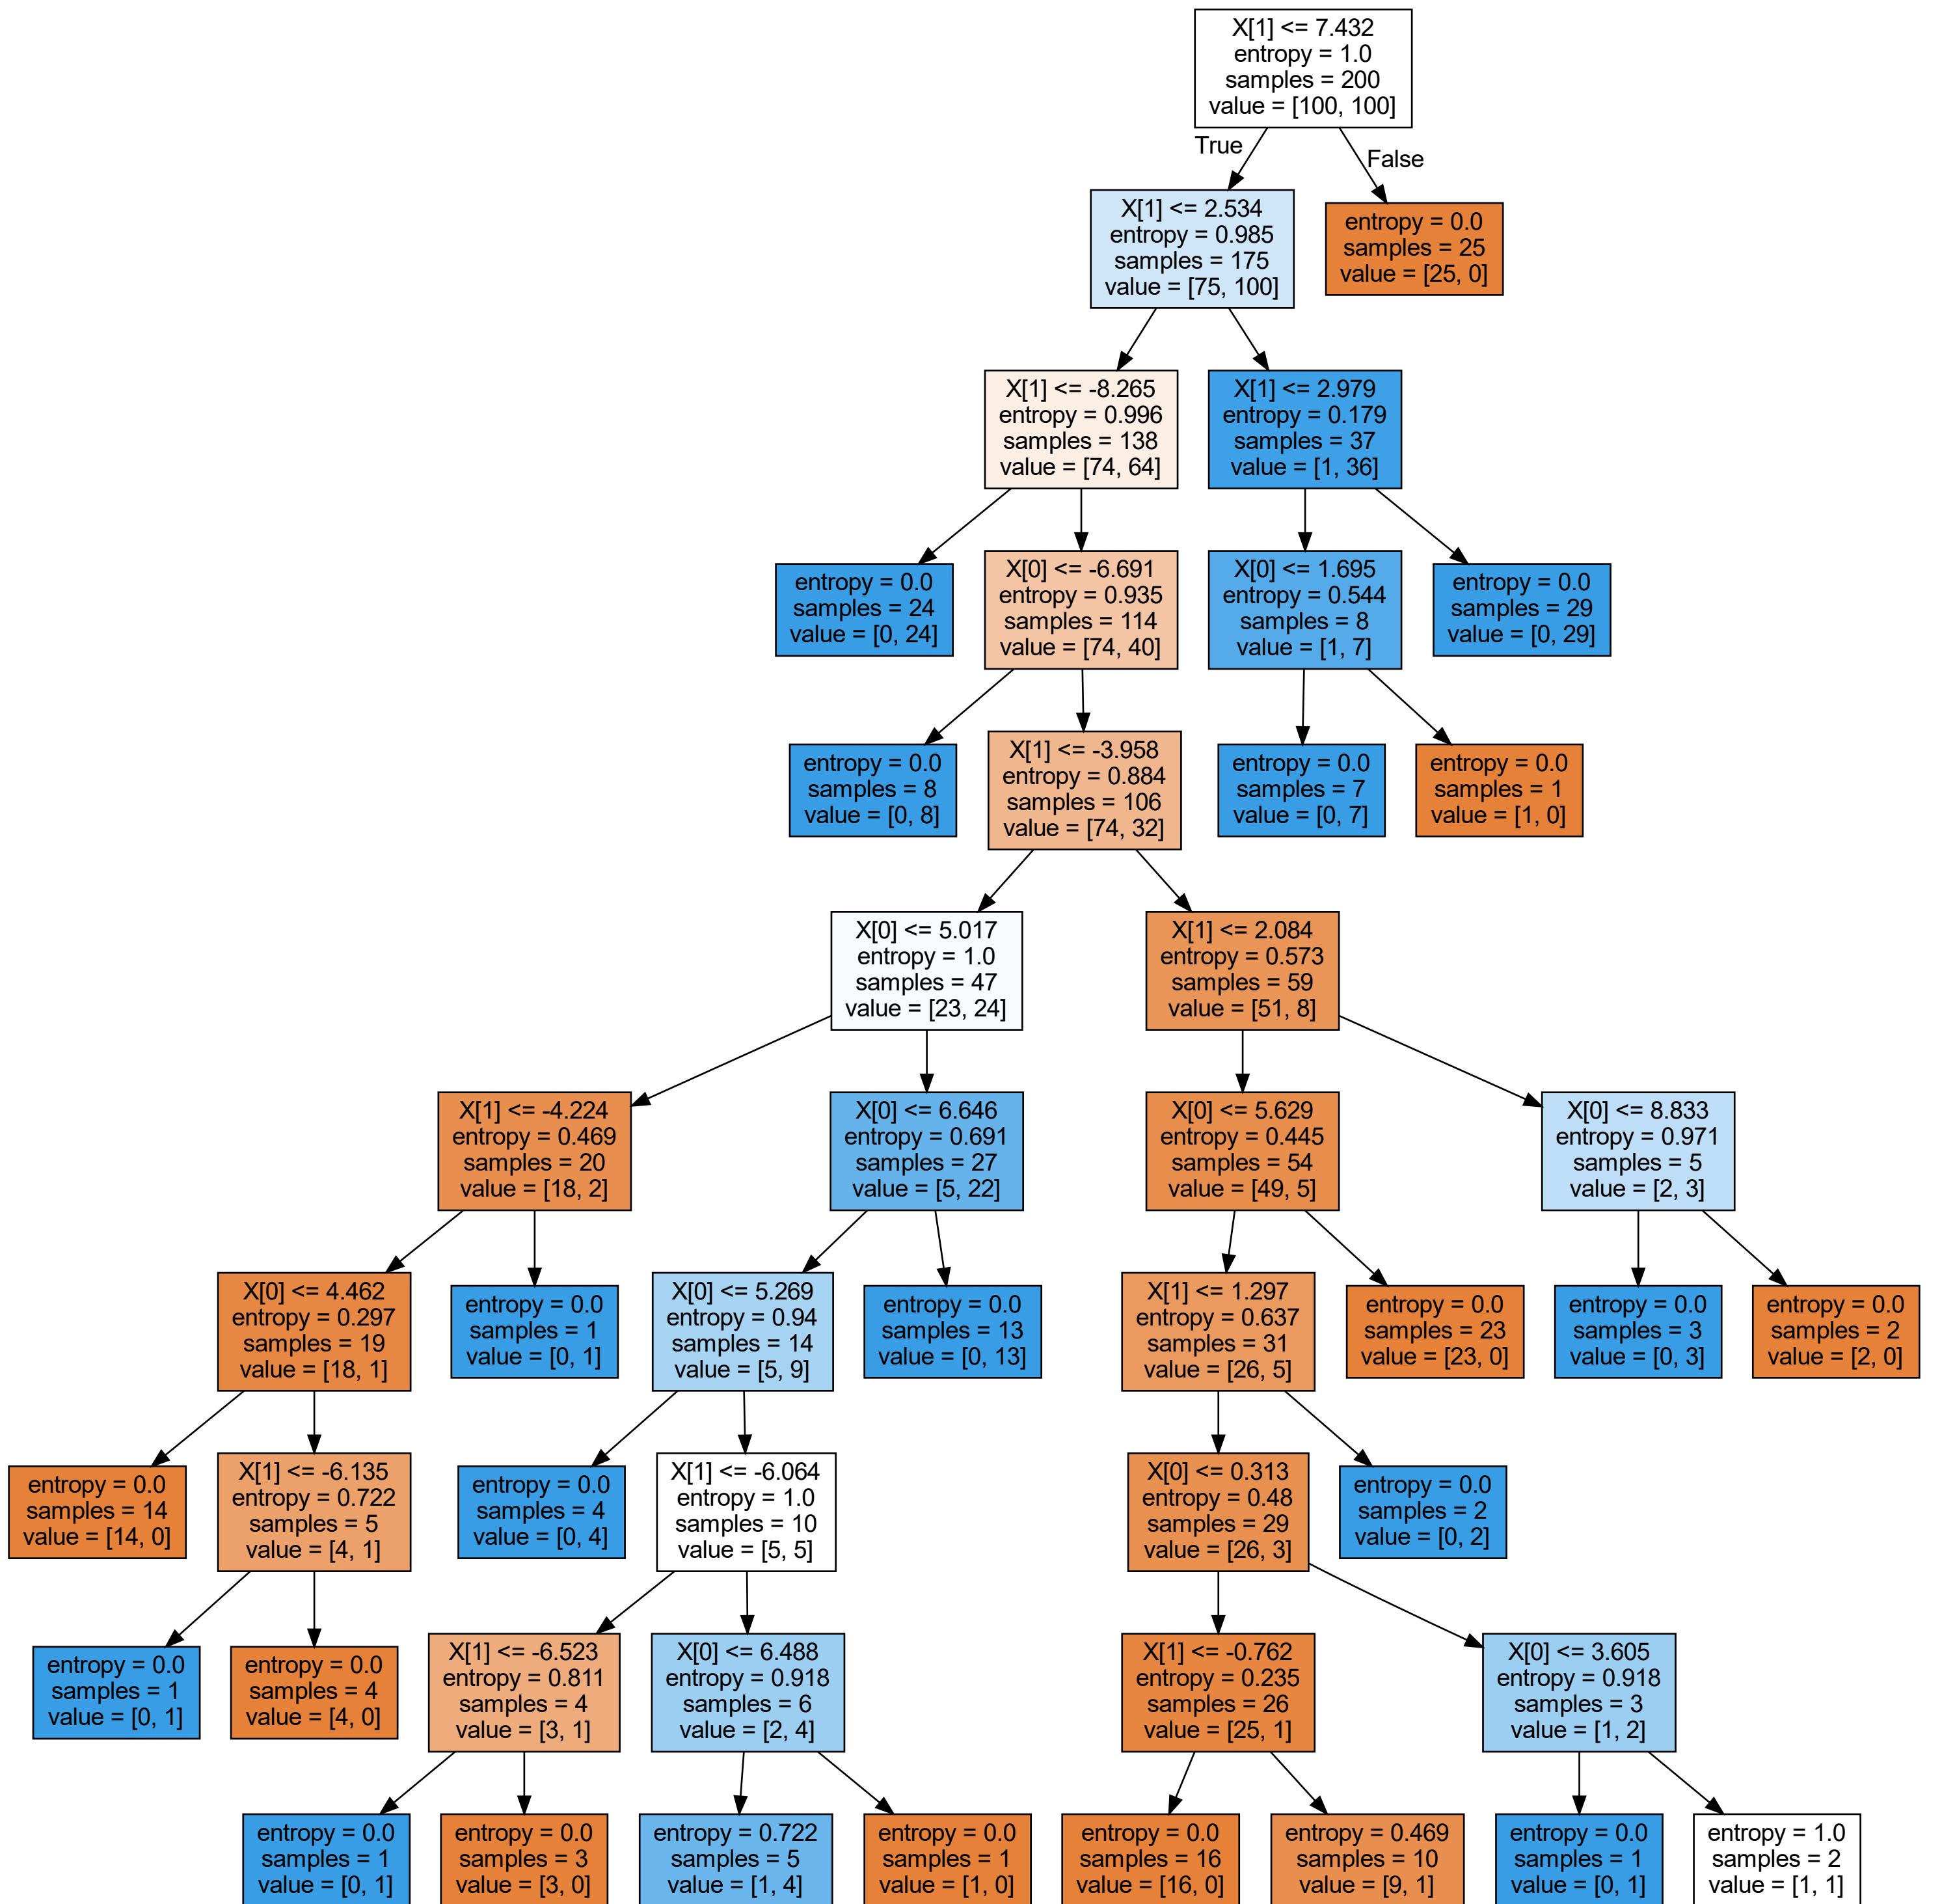 X[1] <= 7.432
entropy = 1.0
samples = 200
value = [100, 100]
True
False
X[1] <= 2.534
entropy = 0.985
samples = 175
value = [75, 100]
entropy = 0.0
samples = 25
value = [25, 0]
X[1] <= -8.265
entropy = 0.996
samples = 138
value = [74, 64]
X[1] <= 2.979
entropy = 0.179
samples = 37
value = [1, 36]
entropy = 0.0
samples = 24
value = [0, 24]
X[0] <= -6.691
entropy = 0.935
samples = 114
value = [74, 40]
X[0] <= 1.695
entropy = 0.544
samples = 8
value = [1, 7]
entropy = 0.0
samples = 29
value = [0, 29]
entropy = 0.0
samples = 8
value = [0, 8]
X[1] <= -3.958
entropy = 0.884
samples = 106
value = [74, 32]
entropy = 0.0
samples = 7
value = [0, 7]
entropy = 0.0
samples = 1
value = [1, 0]
X[0] <= 5.017
entropy = 1.0
samples = 47
value = [23, 24]
X[1] <= 2.084
entropy = 0.573
samples = 59
value = [51, 8]
X[1] <= -4.224
entropy = 0.469
samples = 20
value = [18, 2]
X[0] <= 6.646
entropy = 0.691
samples = 27
value = [5, 22]
X[0] <= 5.629
entropy = 0.445
samples = 54
value = [49, 5]
X[0] <= 8.833
entropy = 0.971
samples = 5
value = [2, 3]
X[0] <= 4.462
entropy = 0.297
samples = 19
value = [18, 1]
entropy = 0.0
samples = 1
value = [0, 1]
X[0] <= 5.269
entropy = 0.94
samples = 14
value = [5, 9]
entropy = 0.0
samples = 13
value = [0, 13]
X[1] <= 1.297
entropy = 0.637
samples = 31
value = [26, 5]
entropy = 0.0
samples = 23
value = [23, 0]
entropy = 0.0
samples = 3
value = [0, 3]
entropy = 0.0
samples = 2
value = [2, 0]
entropy = 0.0
samples = 14
value = [14, 0]
X[1] <= -6.135
entropy = 0.722
samples = 5
value = [4, 1]
entropy = 0.0
samples = 4
value = [0, 4]
X[1] <= -6.064
entropy = 1.0
samples = 10
value = [5, 5]
X[0] <= 0.313
entropy = 0.48
samples = 29
value = [26, 3]
entropy = 0.0
samples = 2
value = [0, 2]
entropy = 0.0
samples = 1
value = [0, 1]
entropy = 0.0
samples = 4
value = [4, 0]
X[1] <= -6.523
entropy = 0.811
samples = 4
value = [3, 1]
X[0] <= 6.488
entropy = 0.918
samples = 6
value = [2, 4]
X[1] <= -0.762
entropy = 0.235
samples = 26
value = [25, 1]
X[0] <= 3.605
entropy = 0.918
samples = 3
value = [1, 2]
entropy = 0.0
samples = 1
value = [0, 1]
entropy = 0.0
samples = 3
value = [3, 0]
entropy = 0.722
samples = 5
value = [1, 4]
entropy = 0.0
samples = 1
value = [1, 0]
entropy = 0.0
samples = 16
value = [16, 0]
entropy = 0.469
samples = 10
value = [9, 1]
entropy = 0.0
samples = 1
value = [0, 1]
entropy = 1.0
samples = 2
value = [1, 1]